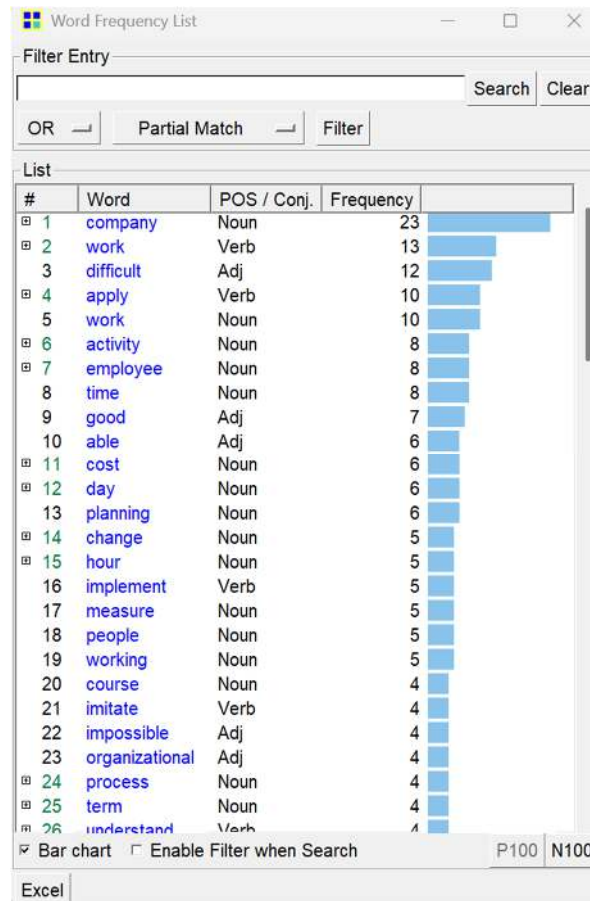 Word Frequency List
Filter Entry
Search Clear
OR Partial Match Filter
List
# Word POS / Conj. Frequency
1 company Noun 23
2 work Verb 13
3 difficult Adj 12
4 apply Verb 10
5 work Noun 10
6 activity Noun 8
7 employee Noun 8
8 time Noun 8
9 good Adj 7
10 able Adj 6
11 cost Noun 6
12 day Noun 6
13 planning Noun 6
14 change Noun 5
15 hour Noun 5
16 implement Verb 5
17 measure Noun 5
18 people Noun 5
19 working Noun 5
20 course Noun 4
21 imitate Verb 4
22 impossible Adj 4
23 organizational Adj 4
24 process Noun 4
25 term Noun 4
26 understand Verb 4
Bar chart Enable Filter when Search P100 N100
Excel